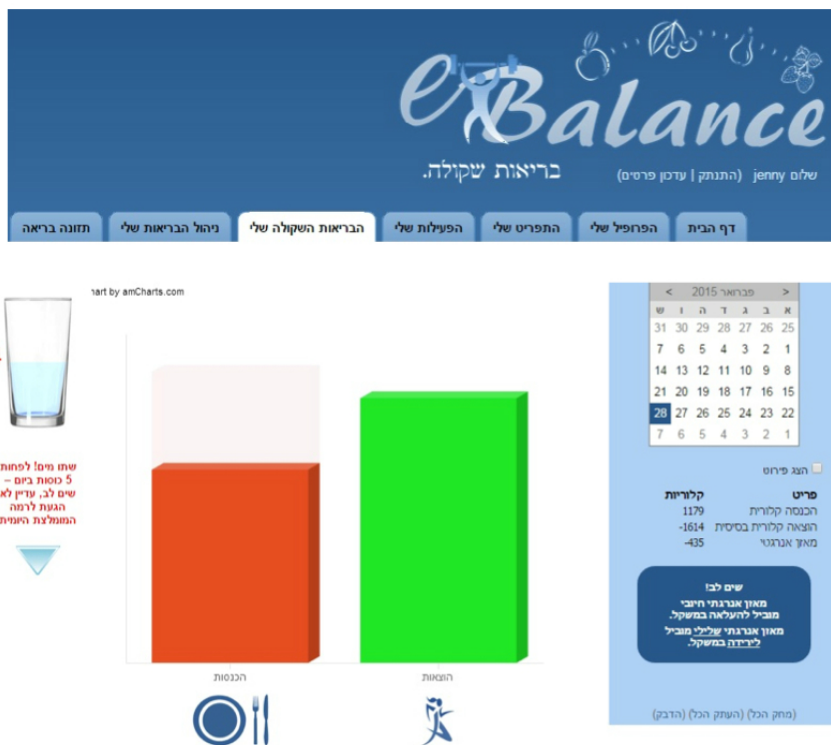 eBalance
בריאות שקולה.
שלום jenny (התנתק | עדכון פרטים)
דף הבית
הפרופיל שלי
התפריט שלי
הפעילות שלי
הבריאות השקולה שלי
ניהול הבריאות שלי
תזונה בריאה
< פברואר 2015 >
א ב ג ד ה ו ש
25 26 27 28 29 30 31
1 2 3 4 5 6 7
8 9 10 11 12 13 14
15 16 17 18 19 20 21
22 23 24 25 26 27 28
1 2 3 4 5 6 7
הצג פירוט
פריט קלוריות
הכנסה קלורית 1179
הוצאה קלורית בסיסית -1614
מאזן אנרגטי -435
שים לב!
מאזן אנרגתי חיובי
מוביל להעלאה במשקל.
מאזן אנרגתי שלילי מוביל
לירידה במשקל.
(מחק הכל) (העתק הכל) (הדבק)
hart by amCharts.com
הוצאות
הכנסות
שתו מים! לפחות
5 כוסות ביום –
שים לב, עדיין לא
הגעת לרמה
המומלצת היומית